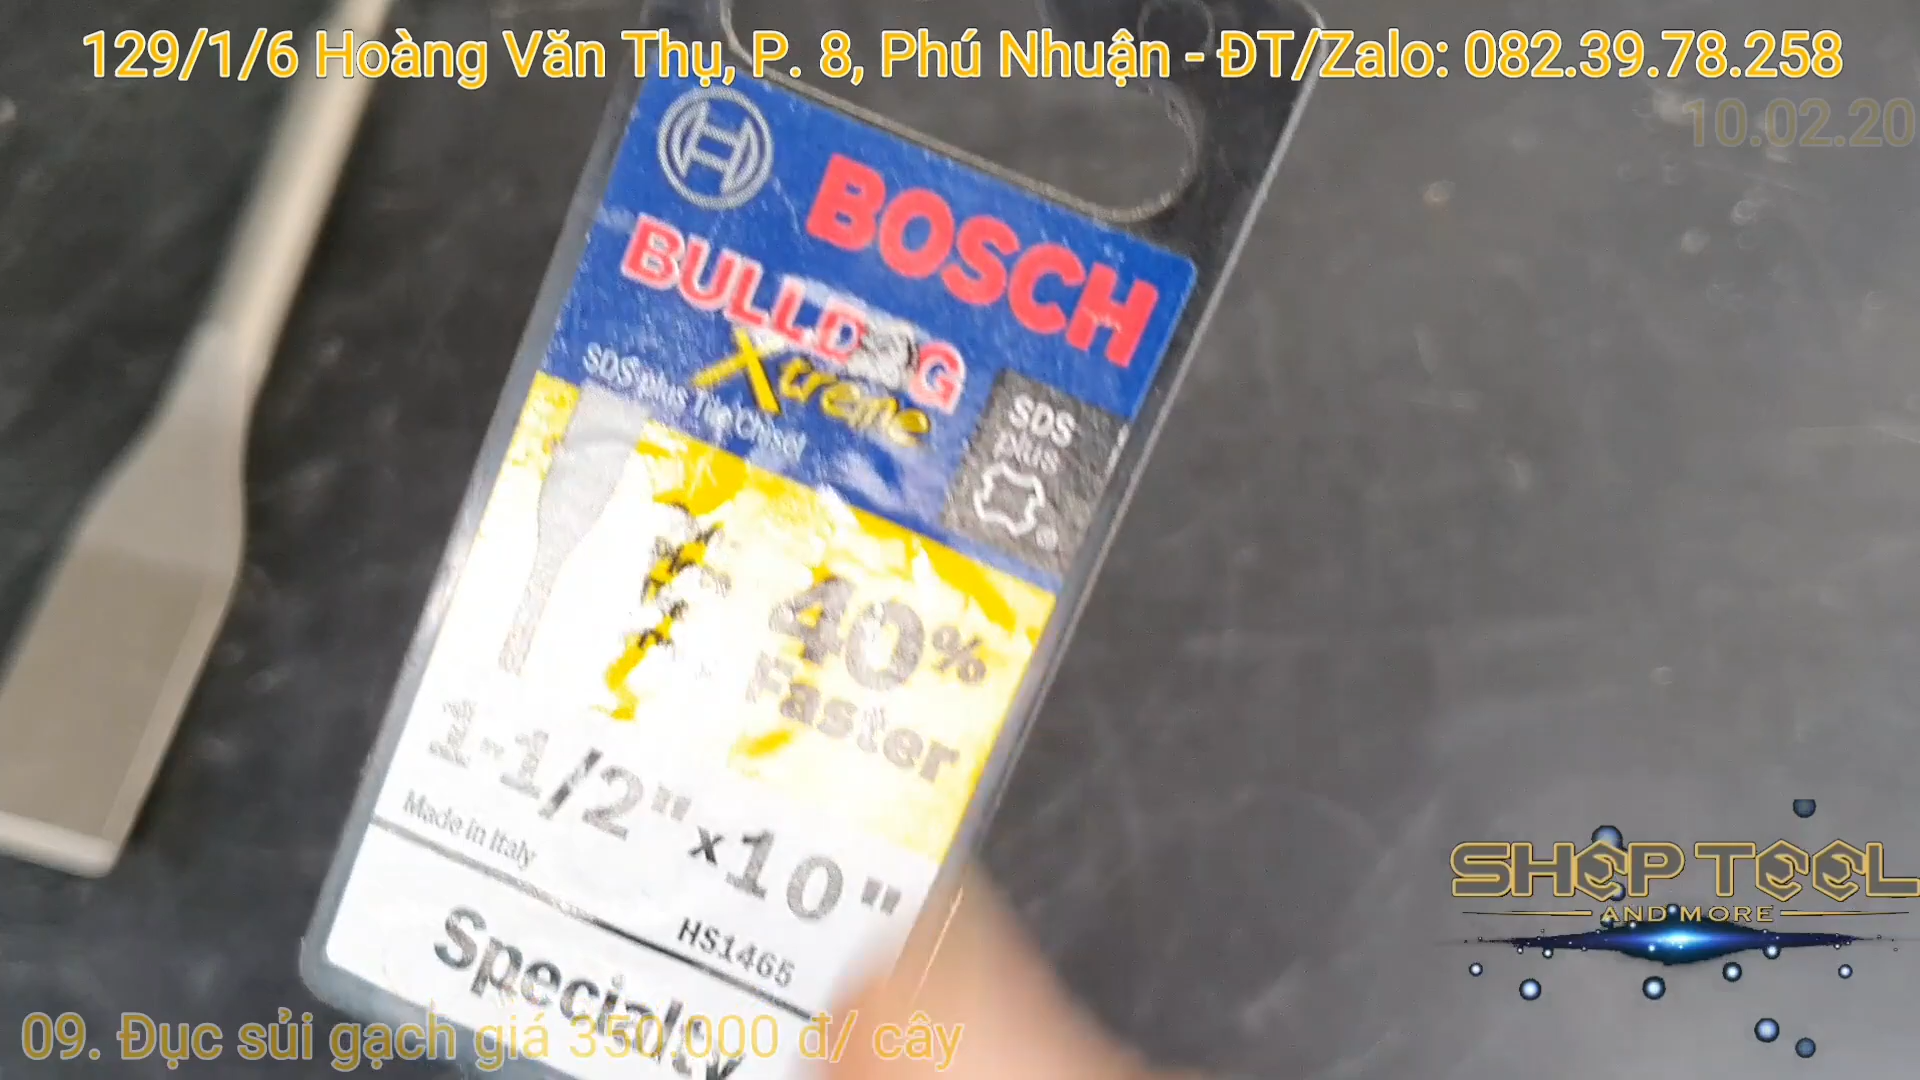 129/1/6 Hoàng Văn Thụ, P. 8, Phú Nhuận - ĐT/Zalo: 082.39.78.258
10.02.20
BOSCH
BULLDOG
Xtreme
SDS-plus Tile Chisel
SDS
plus
40%
Faster
1-1/2" x 10"
Made in Italy
HS1465
Specialty
SHOP TOOL
AND MORE
09. Đục sủi gạch giá 350.000 đ/ cây